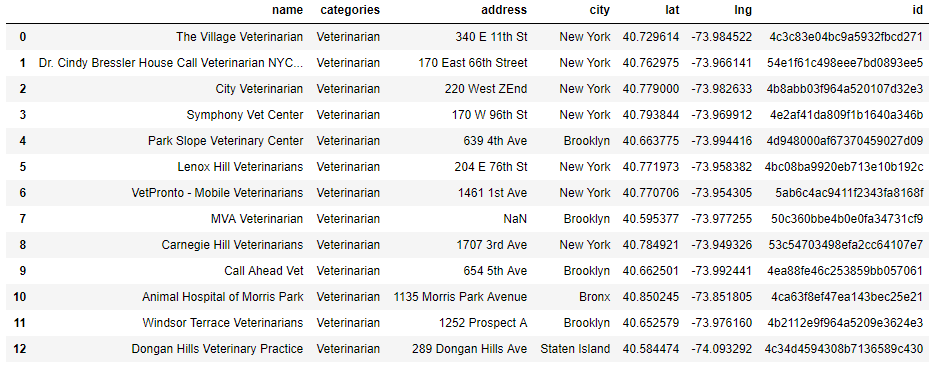 name categories address city lat lng id
0 The Village Veterinarian Veterinarian 340 E 11th St New York 40.729614 -73.984522 4c3c83e04bc9a5932fbcd271
1 Dr. Cindy Bressler House Call Veterinarian NYC... Veterinarian 170 East 66th Street New York 40.762975 -73.966141 54e1f61c498eee7bd0893ee5
2 City Veterinarian Veterinarian 220 West ZEnd New York 40.779000 -73.982633 4b8abb03f964a520107d32e3
3 Symphony Vet Center Veterinarian 170 W 96th St New York 40.793844 -73.969912 4e2af41da809f1b1640a346b
4 Park Slope Veterinary Center Veterinarian 639 4th Ave Brooklyn 40.663775 -73.994416 4d948000af67370459027d09
5 Lenox Hill Veterinarians Veterinarian 204 E 76th St New York 40.771973 -73.958382 4bc08ba9920eb713e10b192c
6 VetPronto - Mobile Veterinarians Veterinarian 1461 1st Ave New York 40.770706 -73.954305 5ab6c4ac9411f2343fa8168f
7 MVA Veterinarian Veterinarian NaN Brooklyn 40.595377 -73.977255 50c360bbe4b0e0fa34731cf9
8 Carnegie Hill Veterinarians Veterinarian 1707 3rd Ave New York 40.784921 -73.949326 53c54703498efa2cc64107e7
9 Call Ahead Vet Veterinarian 654 5th Ave Brooklyn 40.662501 -73.992441 4ea88fe46c253859bb057061
10 Animal Hospital of Morris Park Veterinarian 1135 Morris Park Avenue Bronx 40.850245 -73.851805 4ca63f8ef47ea143bec25e21
11 Windsor Terrace Veterinarians Veterinarian 1252 Prospect A Brooklyn 40.652579 -73.976160 4b2112e9f964a5209e3624e3
12 Dongan Hills Veterinary Practice Veterinarian 289 Dongan Hills Ave Staten Island 40.584474 -74.093292 4c34d4594308b7136589c430